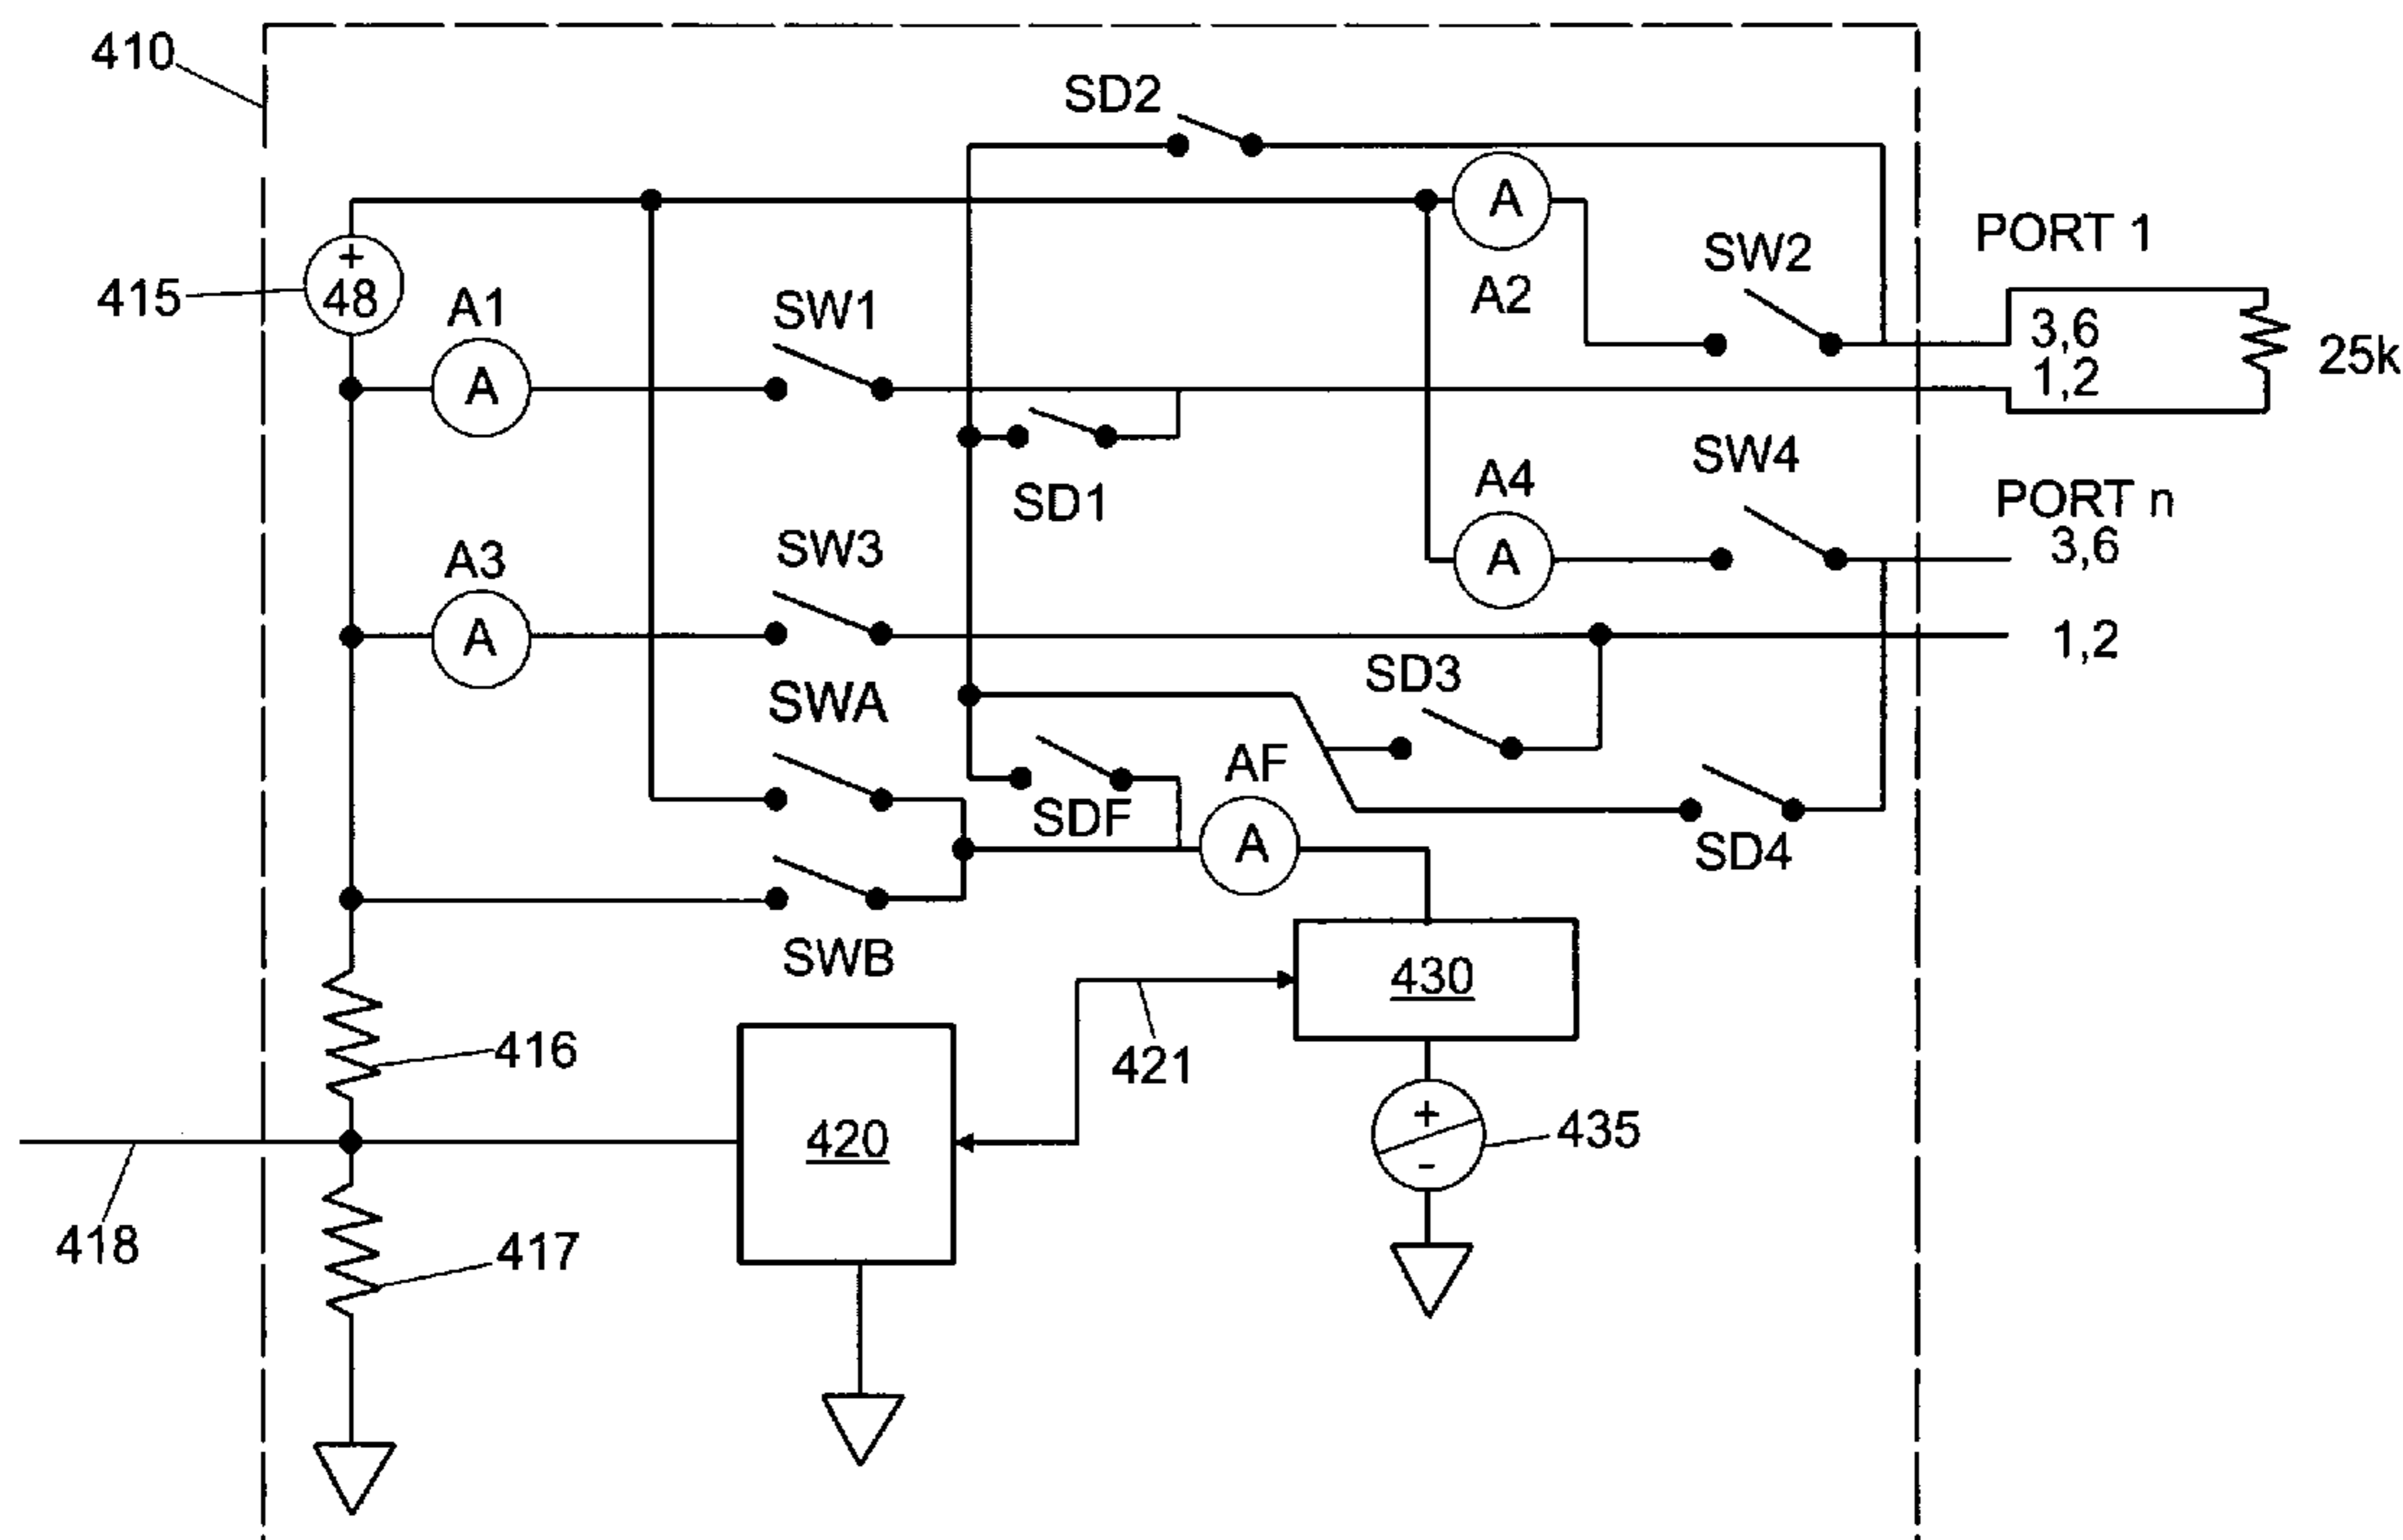 410
SD2
A
PORT 1
SW2
+
48
415
A1
SW1
A2
3,6
1,2
25k
A
SD1
A4
SW4
PORT n
3,6
A3
SW3
A
A
1,2
SWA
SD3
AF
SDF
A
SD4
SWB
430
416
421
420
+
-
435
418
417